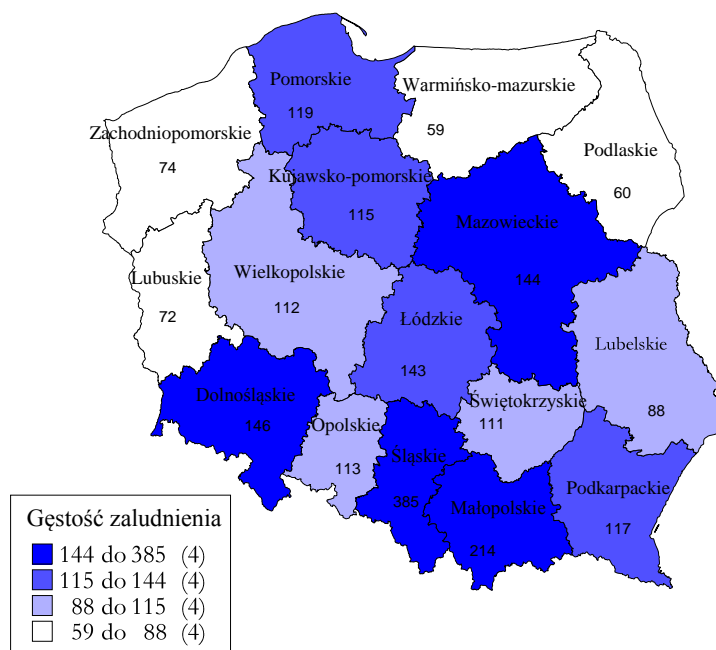 Pomorskie
119
Warmińsko-mazurskie
59
Zachodniopomorskie
74
Podlaskie
60
Kujawsko-pomorskie
115
Mazowieckie
144
Lubuskie
72
Wielkopolskie
112
Łódzkie
143
Lubelskie
88
Dolnośląskie
146
Opolskie
113
Śląskie
385
Świętokrzyskie
111
Małopolskie
214
Podkarpackie
117
Gęstość zaludnienia
144 do 385 (4)
115 do 144 (4)
88 do 115 (4)
59 do 88 (4)